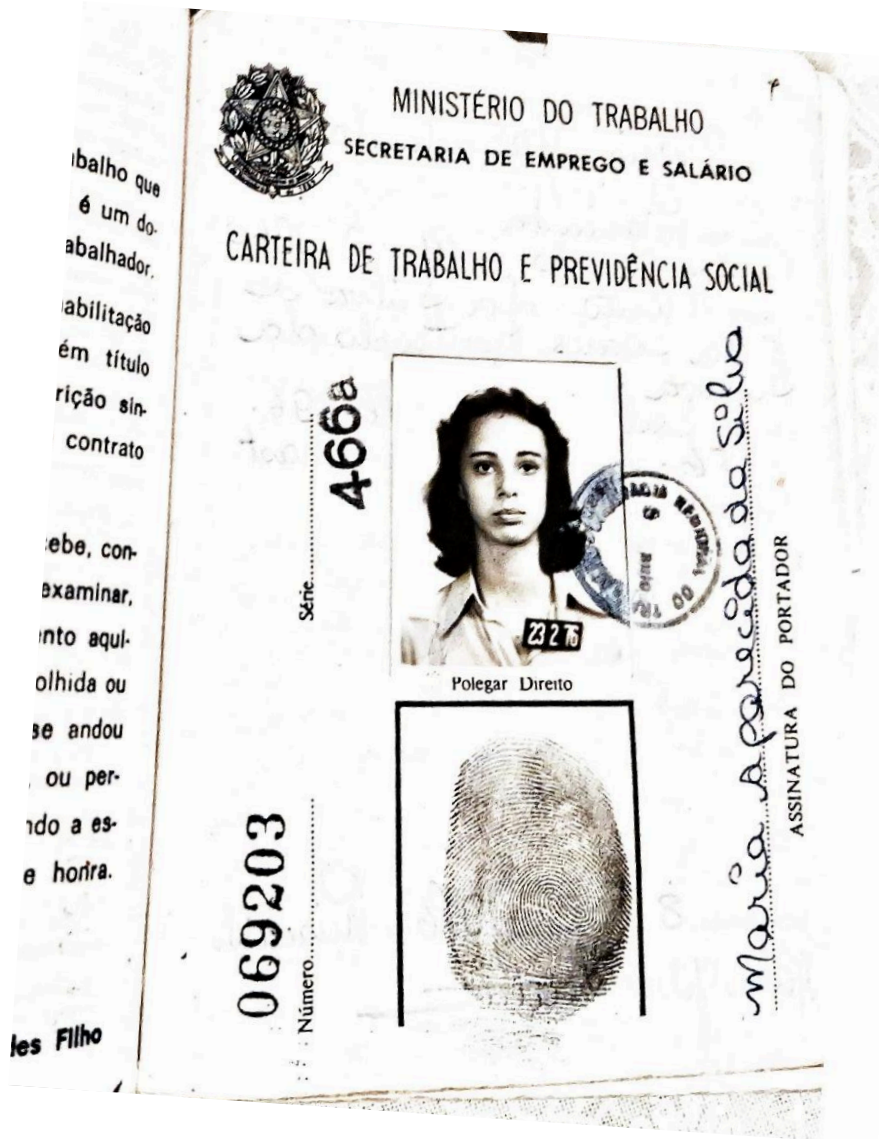 abalho que
é um do-
abalhador.
abilitação
ém título
rição sin-
contrato
ebe, con-
examinar,
nto aqui-
olhida ou
se andou
ou per-
ndo a es-
e honra.
les Filho
MINISTÉRIO DO TRABALHO
SECRETARIA DE EMPREGO E SALÁRIO
CARTEIRA DE TRABALHO E PREVIDÊNCIA SOCIAL
Número 069203
Série 466a
23 2 76
Polegar Direito
Maria Aparecida da Silva
ASSINATURA DO PORTADOR